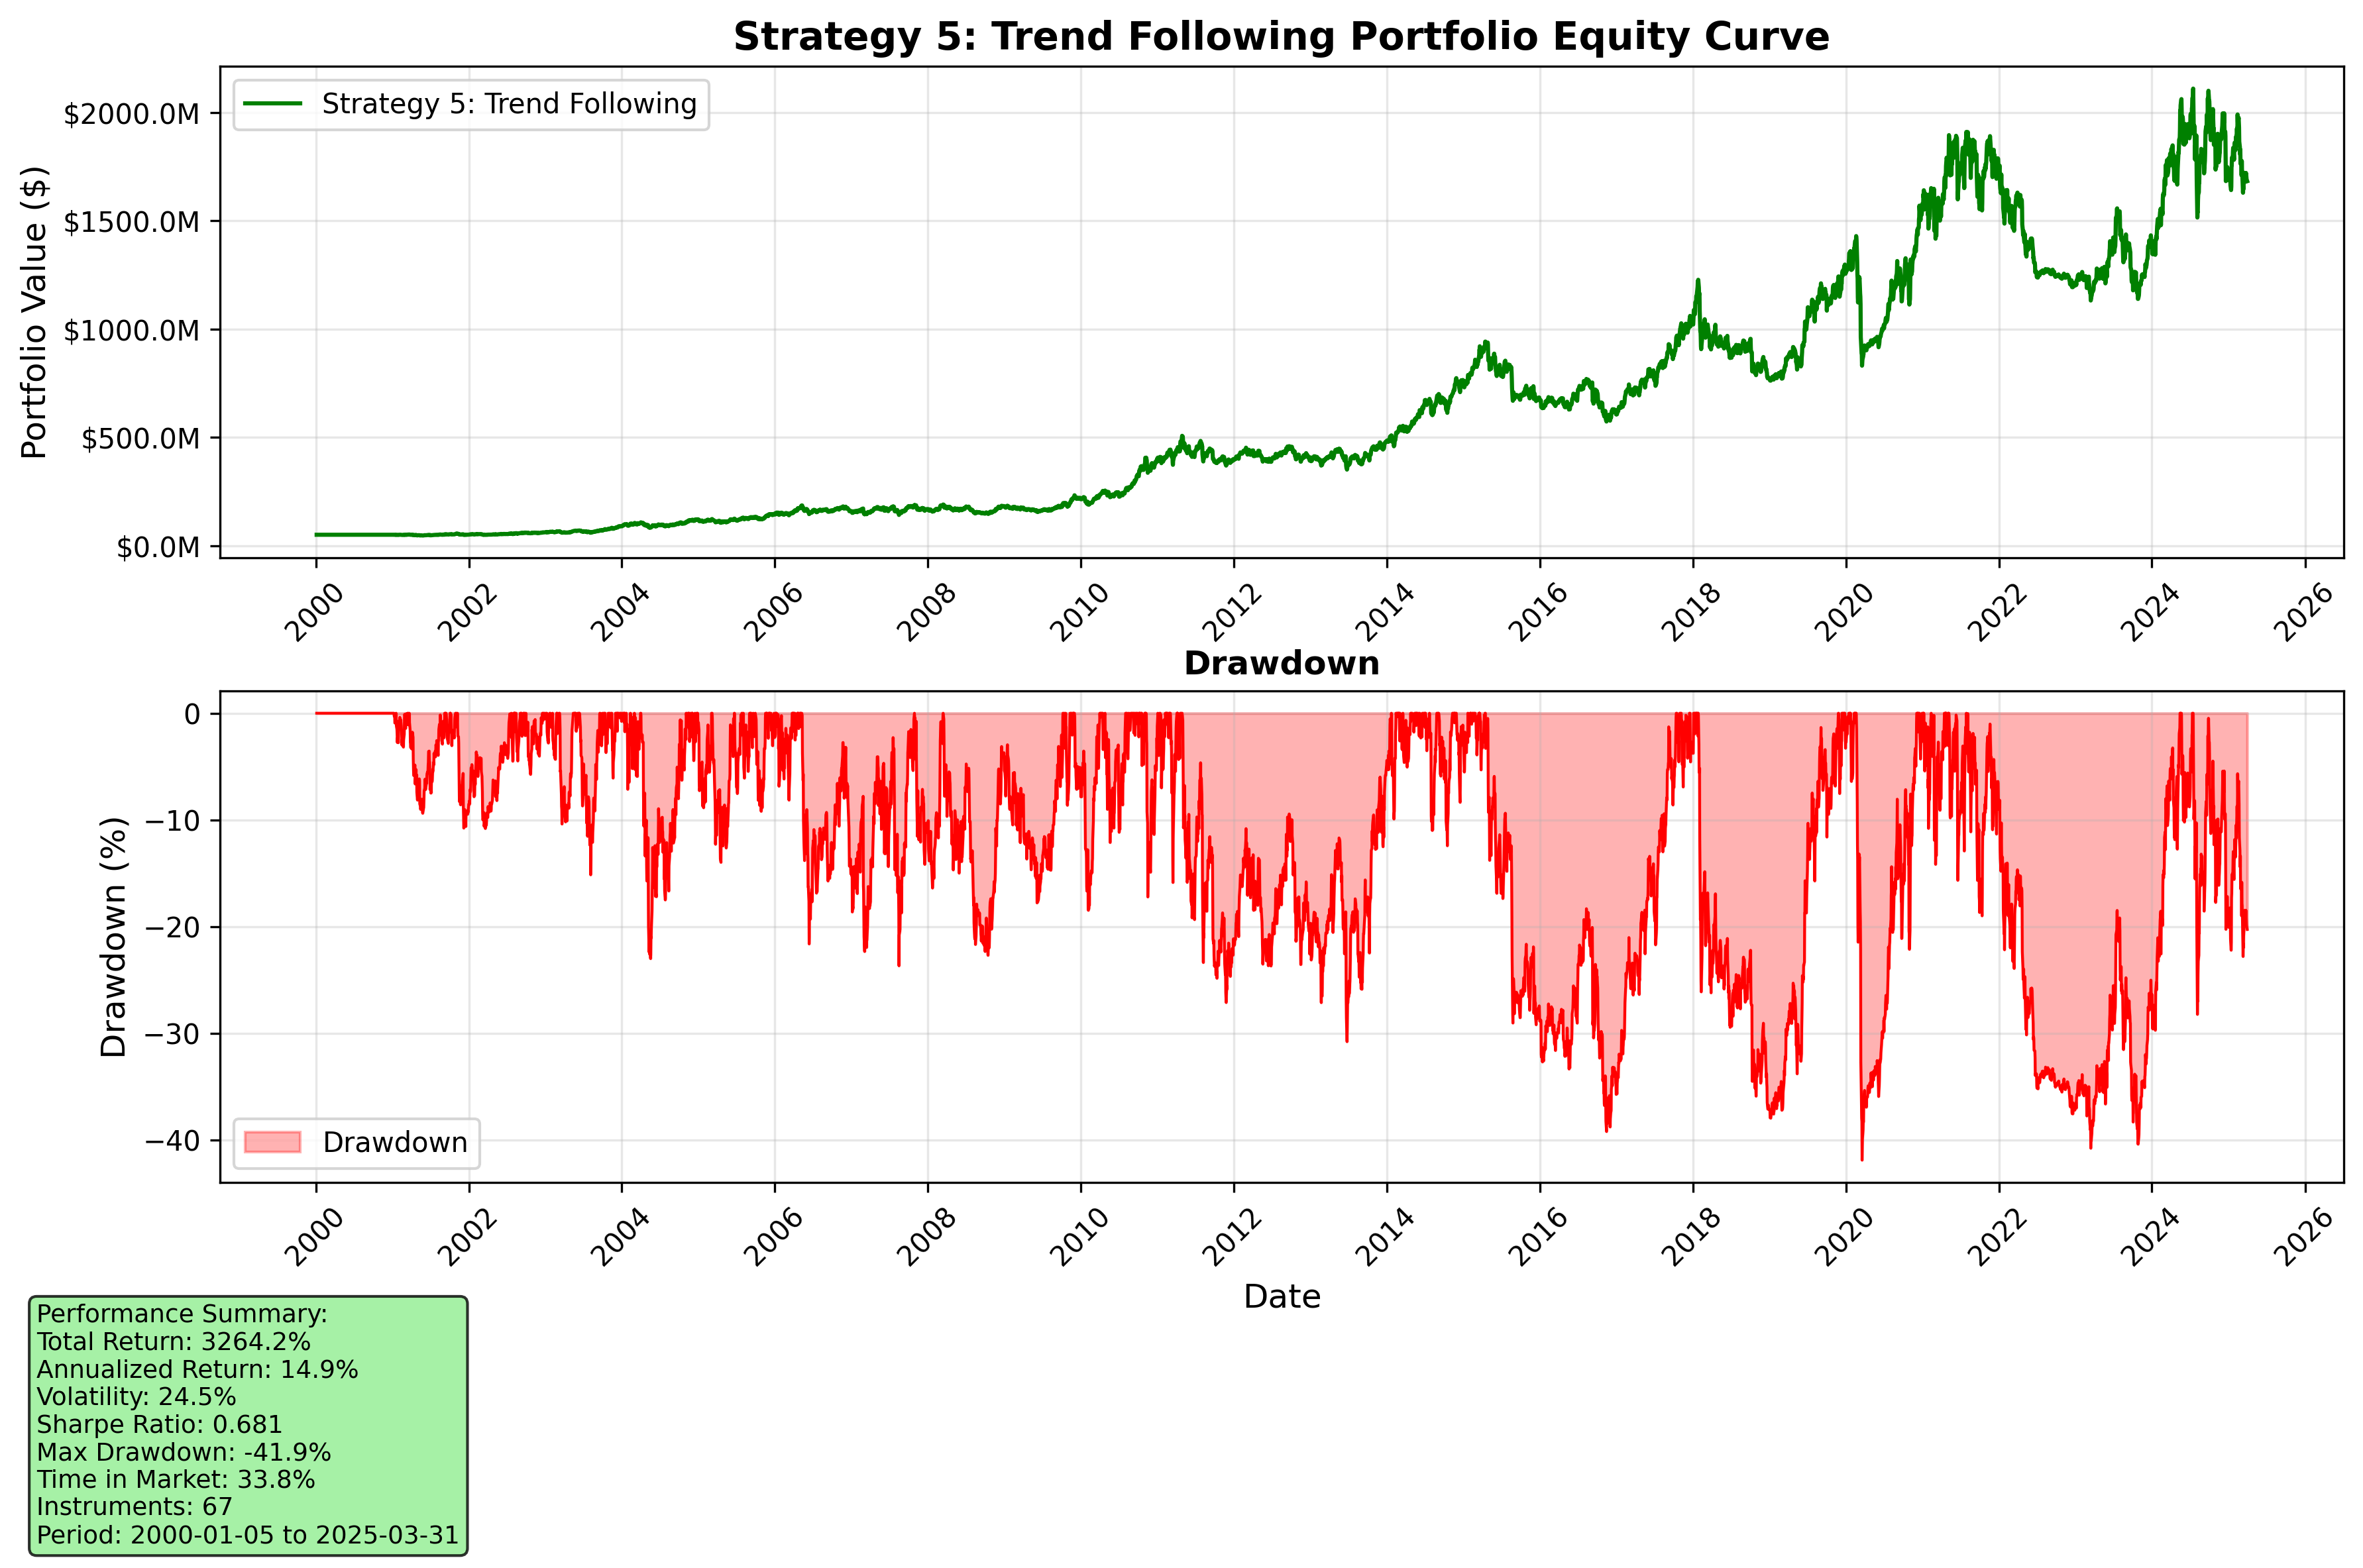 Strategy 5: Trend Following Portfolio Equity Curve
Strategy 5: Trend Following
Portfolio Value ($)
$2000.0M
$1500.0M
$1000.0M
$500.0M
$0.0M
2000 2002 2004 2006 2008 2010 2012 2014 2016 2018 2020 2022 2024 2026
Drawdown
Drawdown (%)
0
−10
−20
−30
−40
Drawdown
2000 2002 2004 2006 2008 2010 2012 2014 2016 2018 2020 2022 2024 2026
Date
Performance Summary:
Total Return: 3264.2%
Annualized Return: 14.9%
Volatility: 24.5%
Sharpe Ratio: 0.681
Max Drawdown: -41.9%
Time in Market: 33.8%
Instruments: 67
Period: 2000-01-05 to 2025-03-31